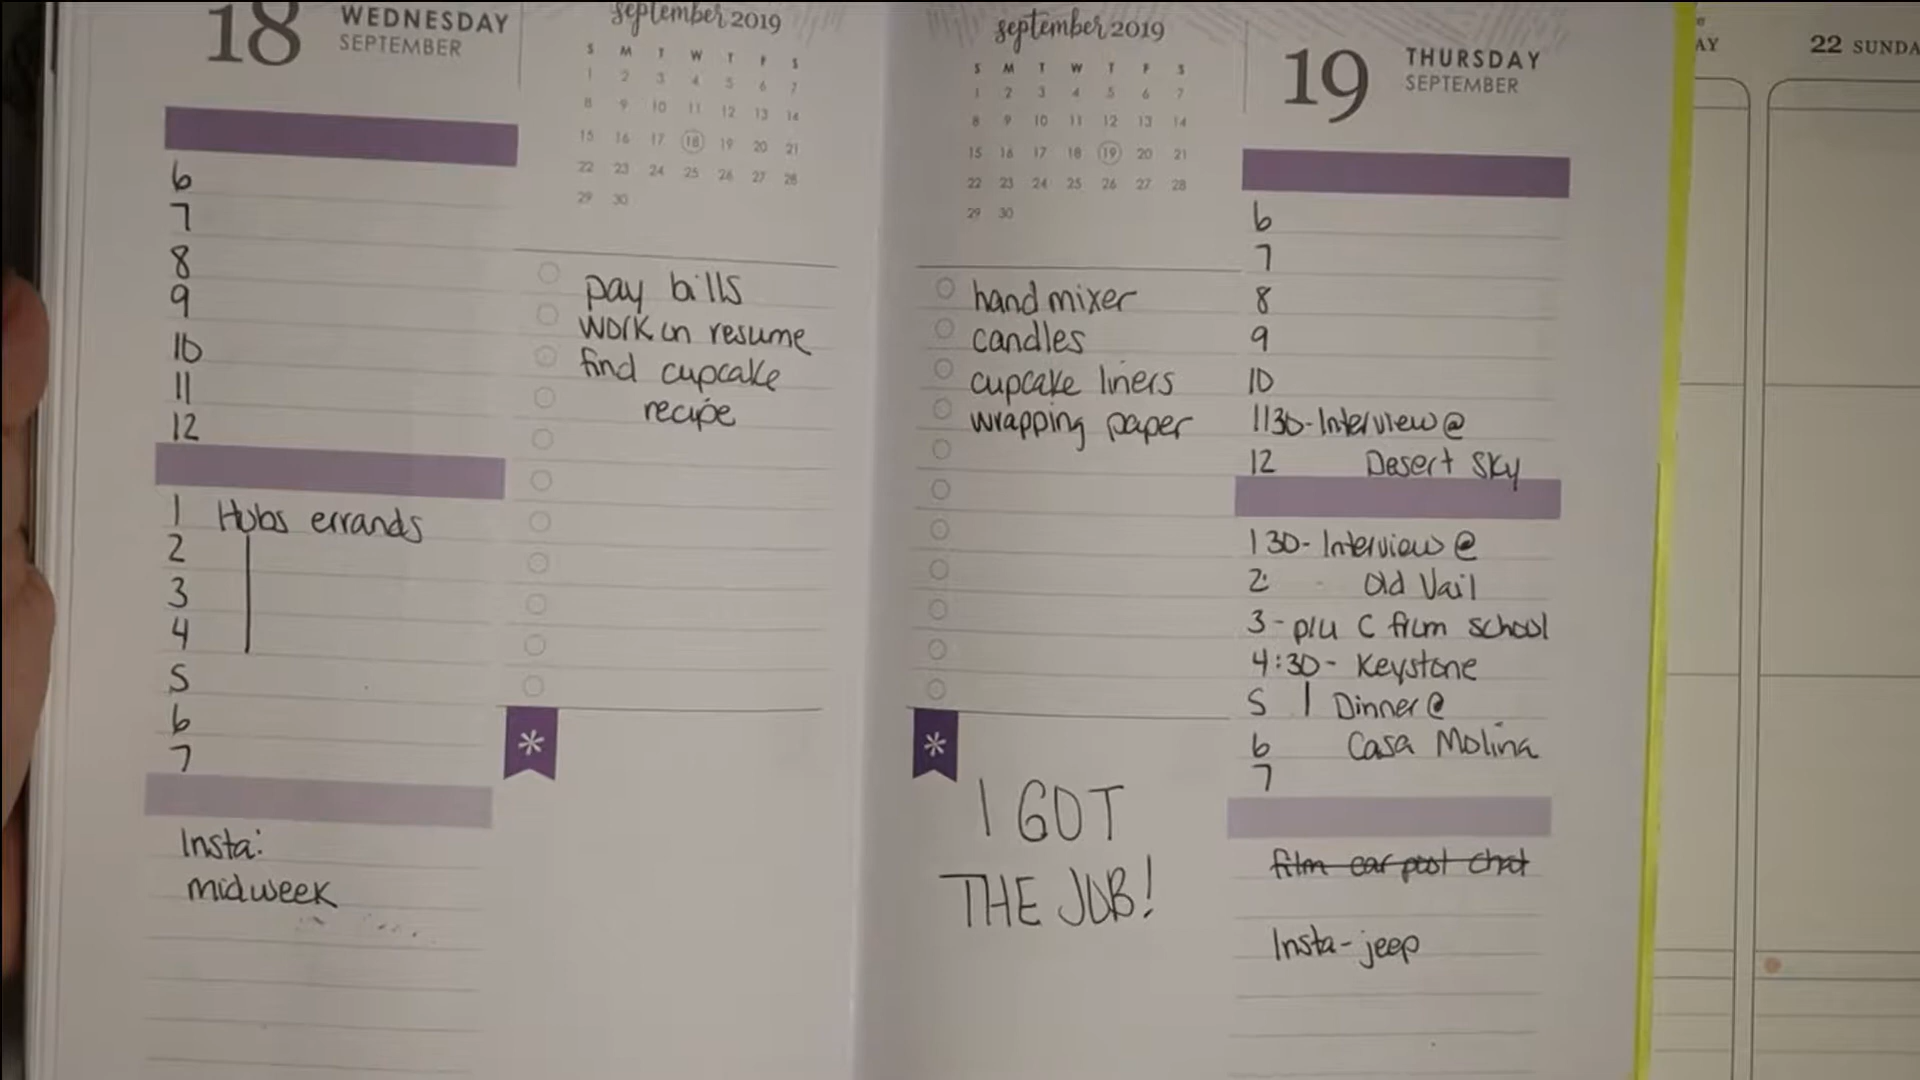 18 WEDNESDAY
SEPTEMBER
september 2019
S M T W T F S
1 2 3 4 5 6 7
8 9 10 11 12 13 14
15 16 17 18 19 20 21
22 23 24 25 26 27 28
29 30
6
7
8
9
10
11
12
1 Hubs errands
2
3
4
5
6
7
Insta:
midweek
pay bills
work on resume
find cupcake
recipe
*
september 2019
S M T W T F S
1 2 3 4 5 6 7
8 9 10 11 12 13 14
15 16 17 18 19 20 21
22 23 24 25 26 27 28
29 30
hand mixer
candles
cupcake liners
wrapping paper
*
I GOT
THE JOB!
19 THURSDAY
SEPTEMBER
6
7
8
9
10
1130-Interview @
12 Desert Sky
130- Interview @
2 Old Vail
3- p/u C from school
4:30- Keystone
5 | Dinner @
6 Casa Molina
7
film car post chat
Insta-jeep
AY
22 SUNDA